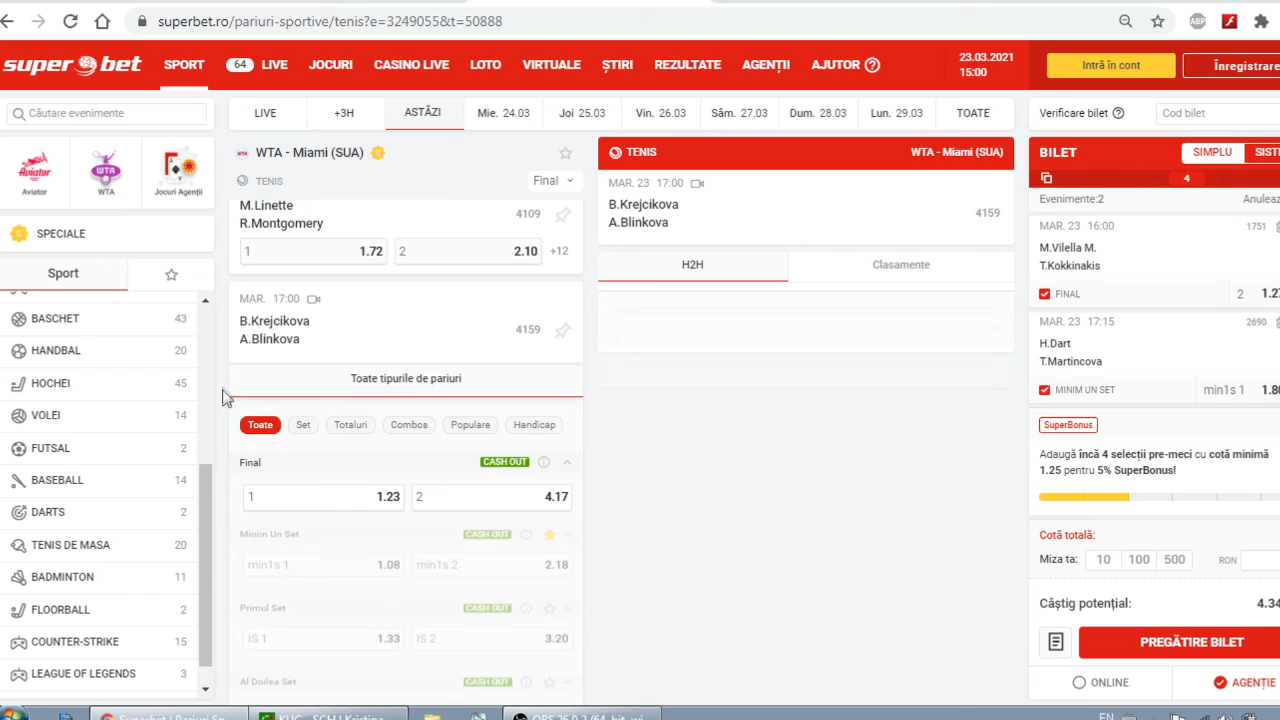 superbet.ro/pariuri-sportive/tenis?e=3249055&t=50888
ABP
superbet
SPORT
64 LIVE
JOCURI
CASINO LIVE
LOTO
VIRTUALE
ȘTIRI
REZULTATE
AGENȚII
AJUTOR
23.03.2021
15:00
Intră în cont
Înregistrare
Căutare evenimente
LIVE
+3H
ASTĂZI
Mie. 24.03
Joi 25.03
Vin. 26.03
Sâm. 27.03
Dum. 28.03
Lun. 29.03
TOATE
Verificare bilet
Cod bilet
Aviator
Aviator
WTA
WTA
Jocuri Agenții
SPECIALE
Sport
BASCHET 43
HANDBAL 20
HOCHEI 45
VOLEI 14
FUTSAL 2
BASEBALL 14
DARTS 2
TENIS DE MASA 20
BADMINTON 11
FLOORBALL 2
COUNTER-STRIKE 15
LEAGUE OF LEGENDS 3
WTA - Miami (SUA)
TENIS
Final
M.Linette
R.Montgomery
4109
1 1.72
2 2.10
+12
MAR. 17:00
B.Krejcikova
A.Blinkova
4159
Toate tipurile de pariuri
Toate
Set
Totaluri
Combos
Populare
Handicap
Final CASH OUT
1 1.23
2 4.17
Minim Un Set CASH OUT
min1s 1 1.08
min1s 2 2.18
Primul Set CASH OUT
IS 1 1.33
IS 2 3.20
Al Doilea Set CASH OUT
TENIS
WTA - Miami (SUA)
MAR. 23 17:00
B.Krejcikova
A.Blinkova
4159
H2H
Clasamente
BILET
SIMPLU
4
Evenimente:2
MAR. 23 16:00 1751
M.Vilella M.
T.Kokkinakis
FINAL 2
MAR. 23 17:15 2690
H.Dart
T.Martincova
MINIM UN SET min1s 1 1.80
SuperBonus
Adaugă încă 4 selecții pre-meci cu cotă minimă
1.25 pentru 5% SuperBonus!
Cotă totală:
Miza ta: 10 100 500 RON
Câștig potențial: 4.34
PREGĂTIRE BILET
ONLINE
AGENȚIE
EN